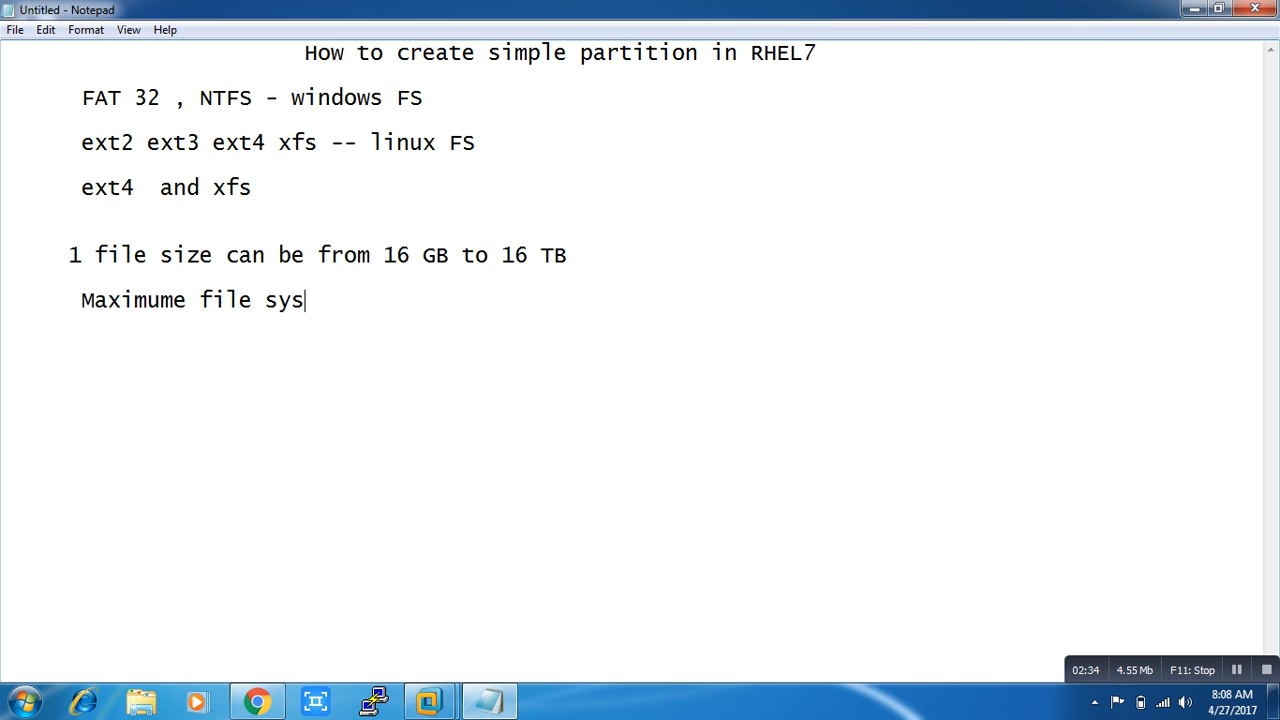 Untitled - Notepad
File Edit Format View Help
How to create simple partition in RHEL7
FAT 32 , NTFS - windows FS
ext2 ext3 ext4 xfs -- linux FS
ext4  and xfs
1 file size can be from 16 GB to 16 TB
Maximume file sys
02:34 4.55 Mb F11: Stop
8:08 AM
4/27/2017